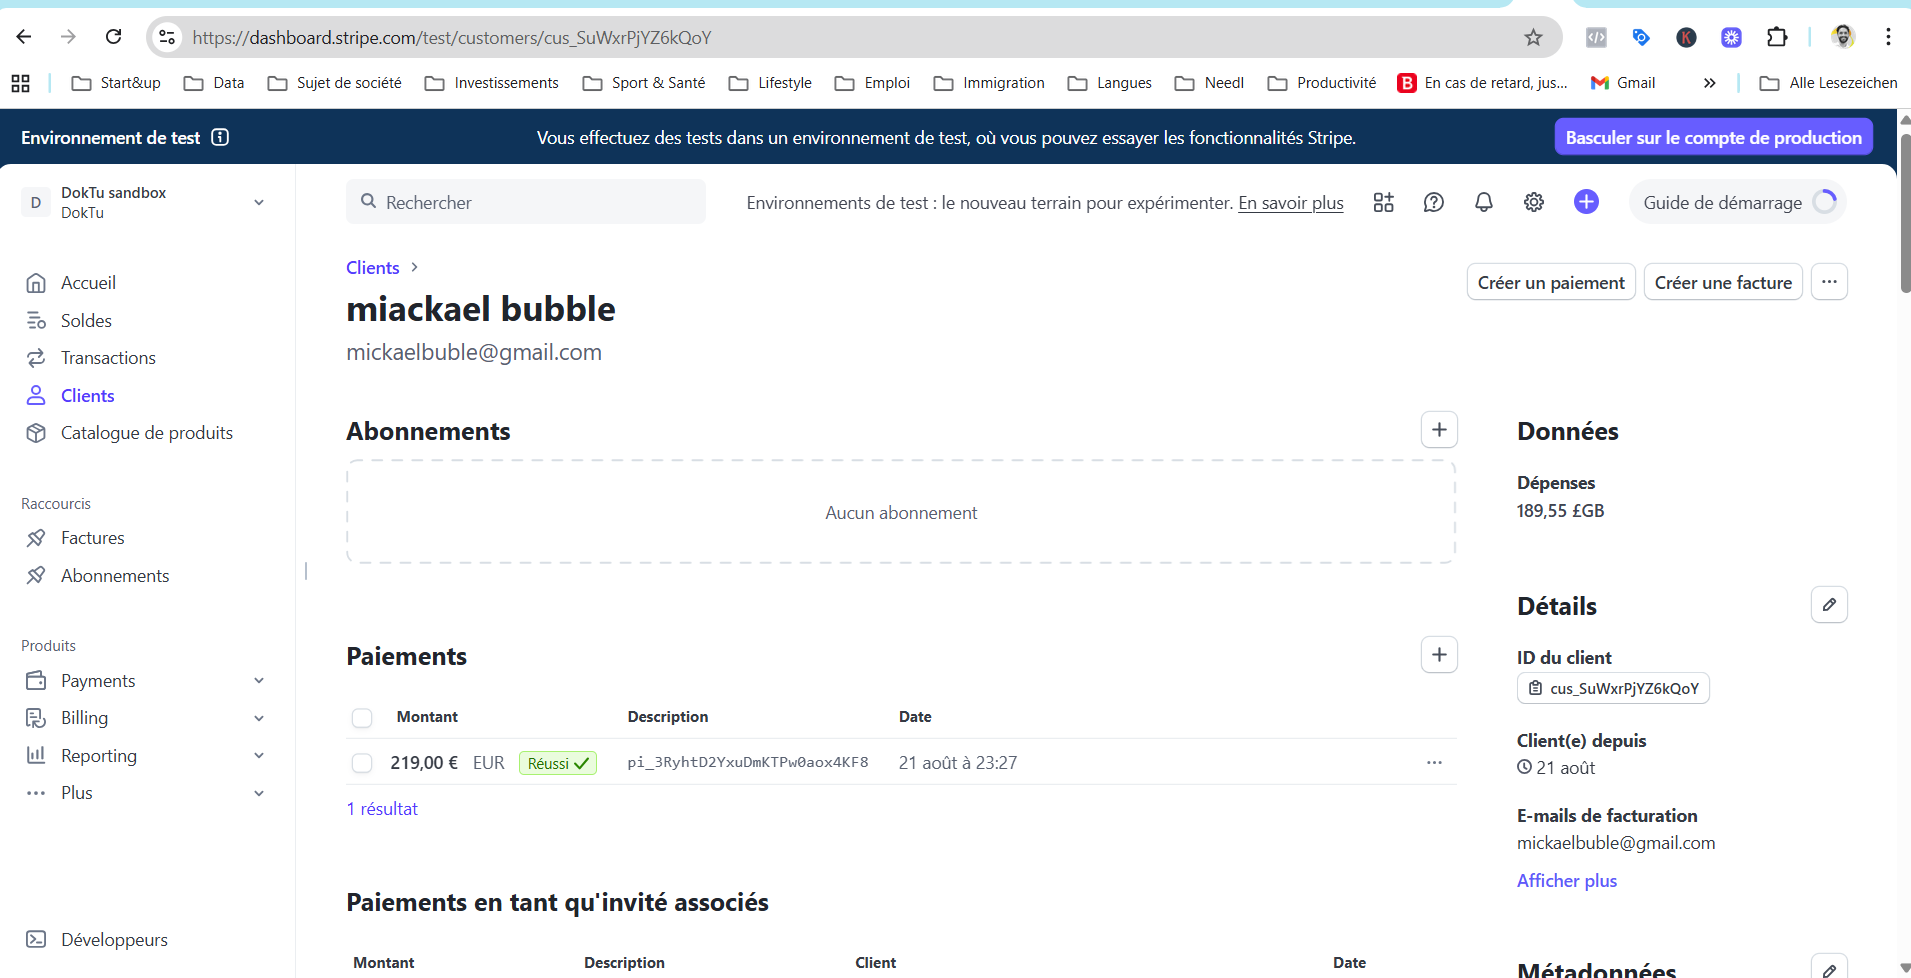 https://dashboard.stripe.com/test/customers/cus_SuWxrPjYZ6kQoY
Start&up Data Sujet de société Investissements Sport & Santé Lifestyle Emploi Immigration Langues Needl Productivité B En cas de retard, jus... Gmail » Alle Lesezeichen
Environnement de test
Vous effectuez des tests dans un environnement de test, où vous pouvez essayer les fonctionnalités Stripe.
Basculer sur le compte de production
D
DokTu sandbox
DokTu
Rechercher
Environnements de test : le nouveau terrain pour expérimenter. En savoir plus
Guide de démarrage
Accueil
Soldes
Transactions
Clients
Catalogue de produits
Raccourcis
Factures
Abonnements
Produits
Payments
Billing
Reporting
Plus
Développeurs
Clients
miackael bubble
mickaelbuble@gmail.com
Créer un paiement
Créer une facture
Abonnements
Aucun abonnement
Paiements
Montant Description Date
219,00 € EUR Réussi pi_3RyhtD2YxuDmKTPw0aox4KF8 21 août à 23:27
1 résultat
Paiements en tant qu'invité associés
Montant Description Client Date
Données
Dépenses
189,55 £GB
Détails
ID du client
cus_SuWxrPjYZ6kQoY
Client(e) depuis
21 août
E-mails de facturation
mickaelbuble@gmail.com
Afficher plus
Métadonnées